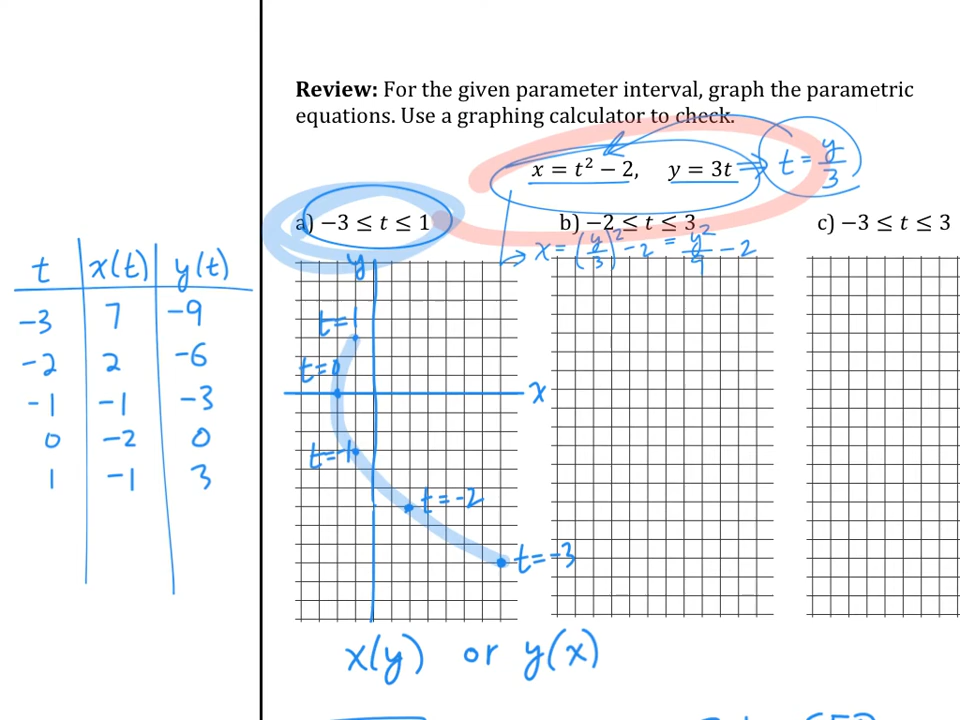 Review: For the given parameter interval, graph the parametric
equations. Use a graphing calculator to check.
x = t² − 2, y = 3t ⇒ t = y/3
a) −3 ≤ t ≤ 1 b) −2 ≤ t ≤ 3 c) −3 ≤ t ≤ 3
x = (y/3)² − 2 = y²/9 − 2
t x(t) y(t)
−3 7 −9
−2 2 −6
−1 −1 −3
0 −2 0
1 −1 3
y
t=1
t=0
x
t=-1
t=-2
t=-3
x(y) or y(x)